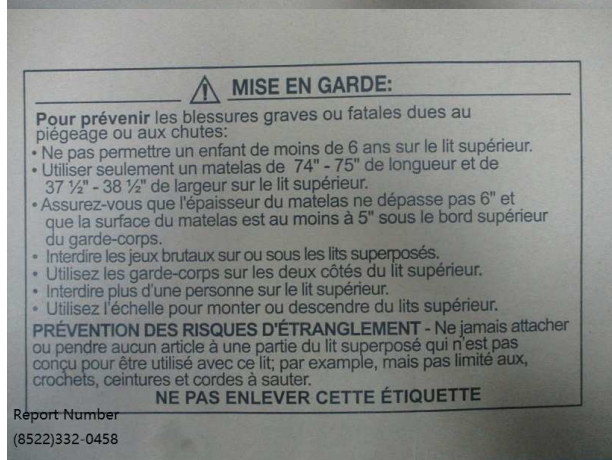 MISE EN GARDE:
Pour prévenir les blessures graves ou fatales dues au
piégeage ou aux chutes:
• Ne pas permettre un enfant de moins de 6 ans sur le lit supérieur.
• Utiliser seulement un matelas de 74" - 75" de longueur et de
37 ½" - 38 ½" de largeur sur le lit supérieur.
• Assurez-vous que l'épaisseur du matelas ne dépasse pas 6" et
que la surface du matelas est au moins à 5" sous le bord supérieur
du garde-corps.
• Interdire les jeux brutaux sur ou sous les lits superposés.
• Utilisez les garde-corps sur les deux côtés du lit supérieur.
• Interdire plus d'une personne sur le lit supérieur.
• Utilisez l'échelle pour monter ou descendre du lits supérieur.
PRÉVENTION DES RISQUES D'ÉTRANGLEMENT - Ne jamais attacher
ou pendre aucun article à une partie du lit superposé qui n'est pas
conçu pour être utilisé avec ce lit; par example, mais pas limité aux,
crochets, ceintures et cordes à sauter.
NE PAS ENLEVER CETTE ÉTIQUETTE
Report Number
(8522)332-0458